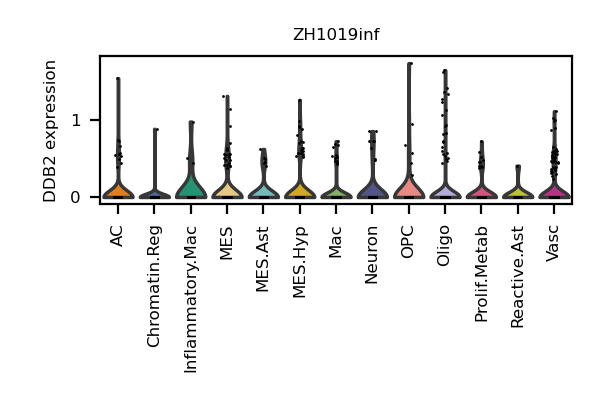 ZH1019inf
DDB2 expression
1
0
AC
Chromatin.Reg
Inflammatory.Mac
MES
MES.Ast
MES.Hyp
Mac
Neuron
OPC
Oligo
Prolif.Metab
Reactive.Ast
Vasc